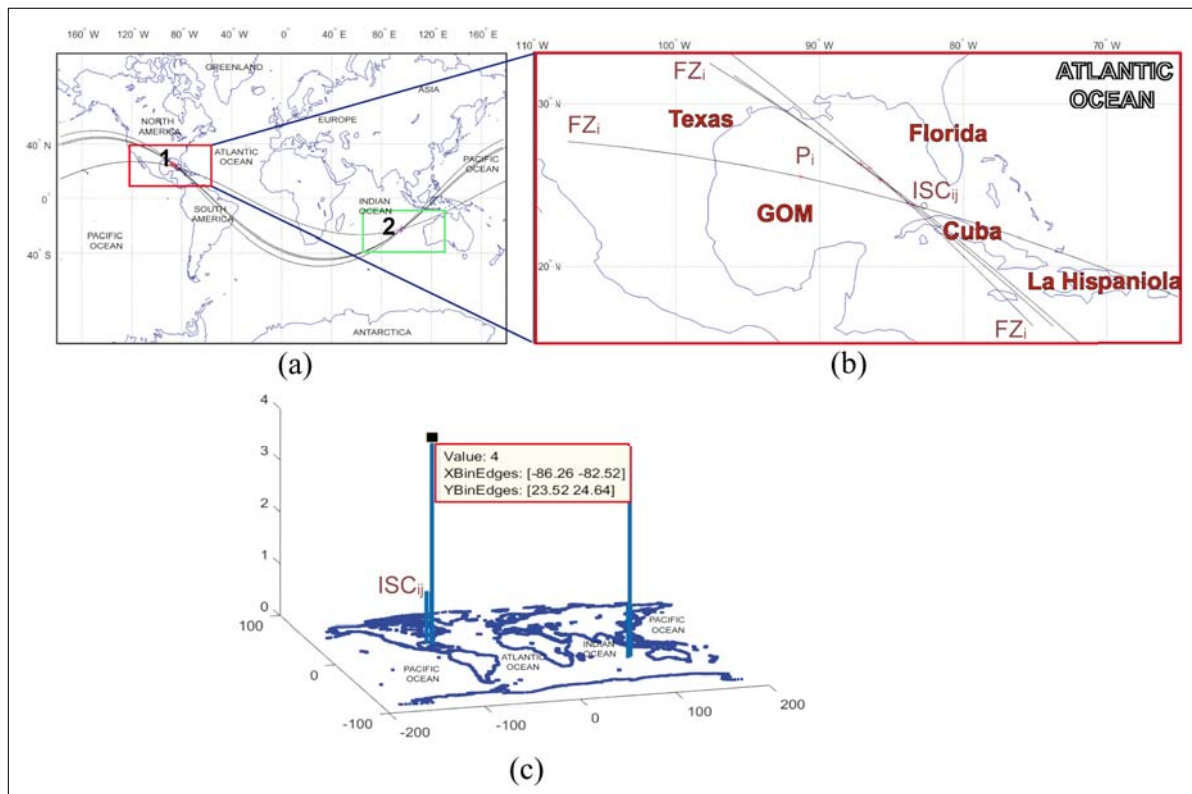 160° W 120° W 80° W 40° W 0° E 40° E 80° E 120° E 160° E
GREENLAND
ASIA
EUROPE
NORTH
AMERICA
ATLANTIC
OCEAN
PACIFIC
OCEAN
40° N
0° S
40° S
1
SOUTH
AMERICA
INDIAN
OCEAN
2
PACIFIC
OCEAN
ANTARCTICA
(a)
110° W 90° W 80° W 70° W
ATLANTIC
OCEAN
FZi
Texas
30° N
Florida
FZi
Pi
ISCij
GOM
Cuba
20° N
La Hispaniola
FZi
(b)
4
3
2
1
0
Value: 4
XBinEdges: [-86.26 -82.52]
YBinEdges: [23.52 24.64]
ISCij
PACIFIC
OCEAN
ATLANTIC
OCEAN
INDIAN
OCEAN
PACIFIC
OCEAN
100
0
-100
-200
-100
0
100
200
(c)